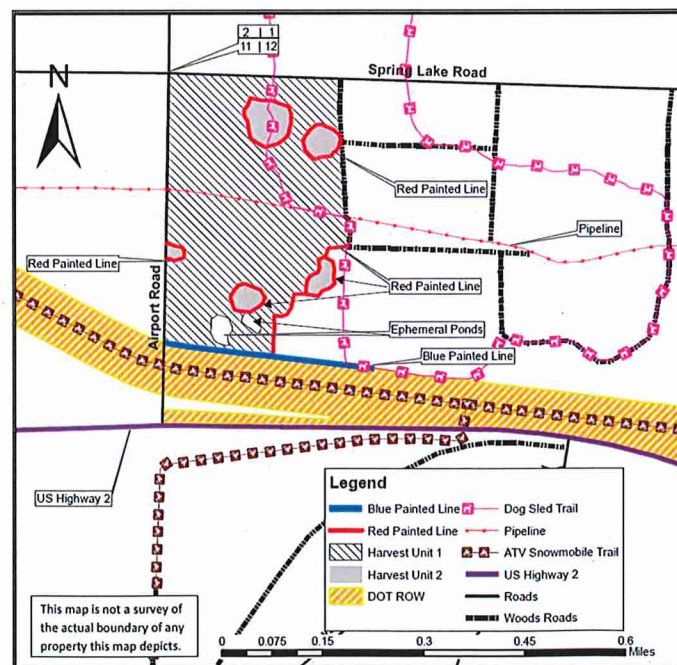 2 | 1
11 | 12
Spring Lake Road
N
Red Painted Line
Pipeline
Red Painted Line
Airport Road
Red Painted Line
Ephemeral Ponds
Blue Painted Line
US Highway 2
Legend
Blue Painted Line
Red Painted Line
Harvest Unit 1
Harvest Unit 2
DOT ROW
Dog Sled Trail
Pipeline
ATV Snowmobile Trail
US Highway 2
Roads
Woods Roads
This map is not a survey of
the actual boundary of any
property this map depicts.
0 0.075 0.15 0.3 0.45 0.6
Miles